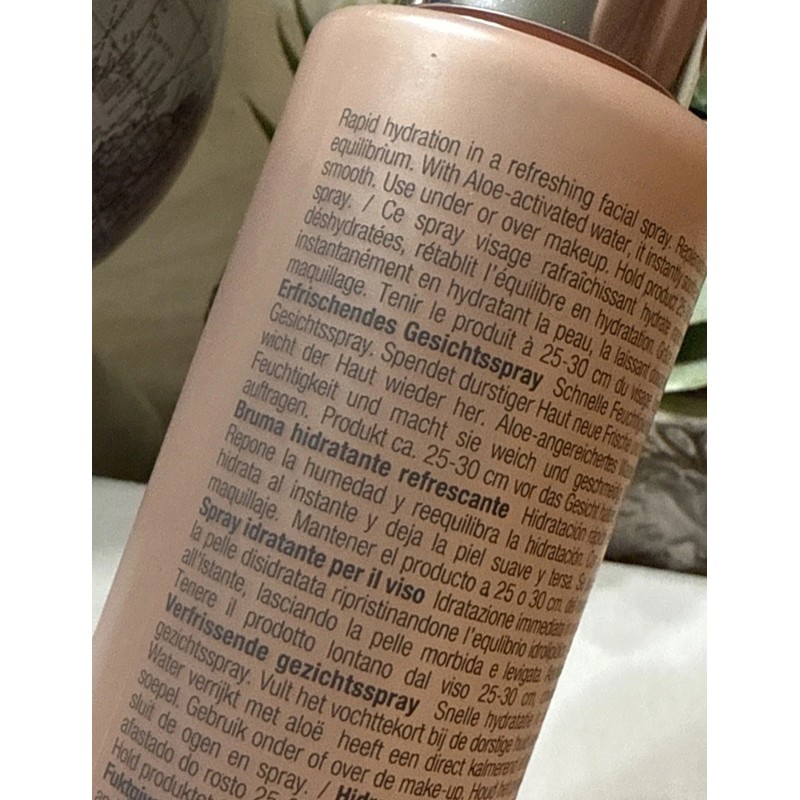 Rapid hydration in a refreshing facial spray.
equilibrium. With Aloe-activated water, it instantly
smooth. Use under or over makeup. Hold product 25
spray. / Ce spray visage rafraîchissant hydrate
déshydratées, rétablit l'équilibre en hydratation.
instantanément en hydratant la peau, la laissant
maquillage. Tenir le produit à 25-30 cm du visage
Erfrischendes Gesichtsspray Schnelle
Gesichtsspray. Spendet durstiger Haut neue Frische
wicht der Haut wieder her. Aloe-angereichertes
Feuchtigkeit und macht sie weich und
auftragen. Produkt ca. 25-30 cm vor das Gesicht
Bruma hidratante refrescante Hidratación
Repone la humedad y reequilibra la hidratación.
hidrata al instante y deja la piel suave y tersa.
maquillaje. Mantener el producto a 25 o 30 cm.
Spray idratante per il viso Idratazione immediata
la pelle disidratata ripristinandone l'equlibrio
all'Istante, lasciando la pelle morbida e levigata.
Tenere il prodotto lontano dal viso 25-30 cm,
Verfrissende gezichtsspray Snelle hydratatie
gezichtsspray. Vult het vochttekort bij de dorstige
Water verrijkt met aloë heeft een direct kalmerend
soepel. Gebruik onder of over de make-up. Houd
sluit de ogen en spray. /
afastado do rosto 25
Hold